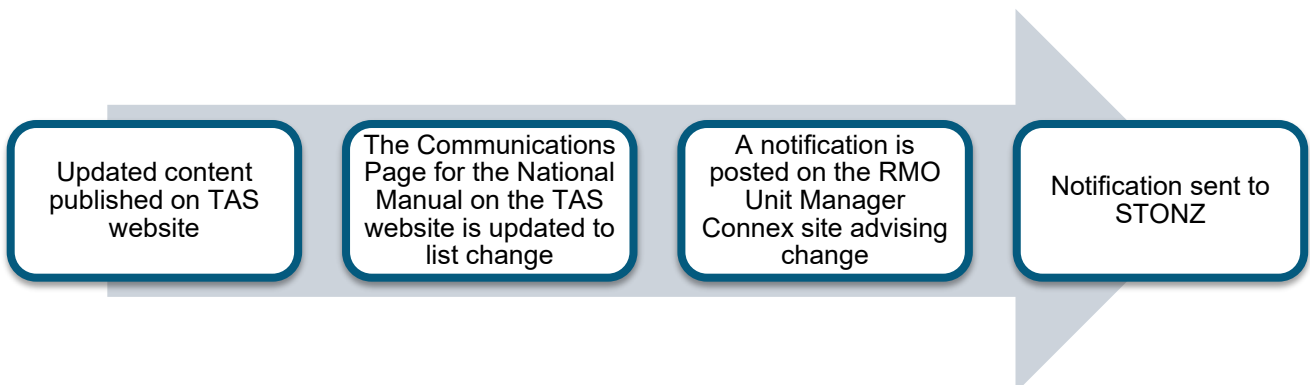 Updated content
published on TAS
website
The Communications
Page for the National
Manual on the TAS
website is updated to
list change
A notification is
posted on the RMO
Unit Manager
Connex site advising
change
Notification sent to
STONZ